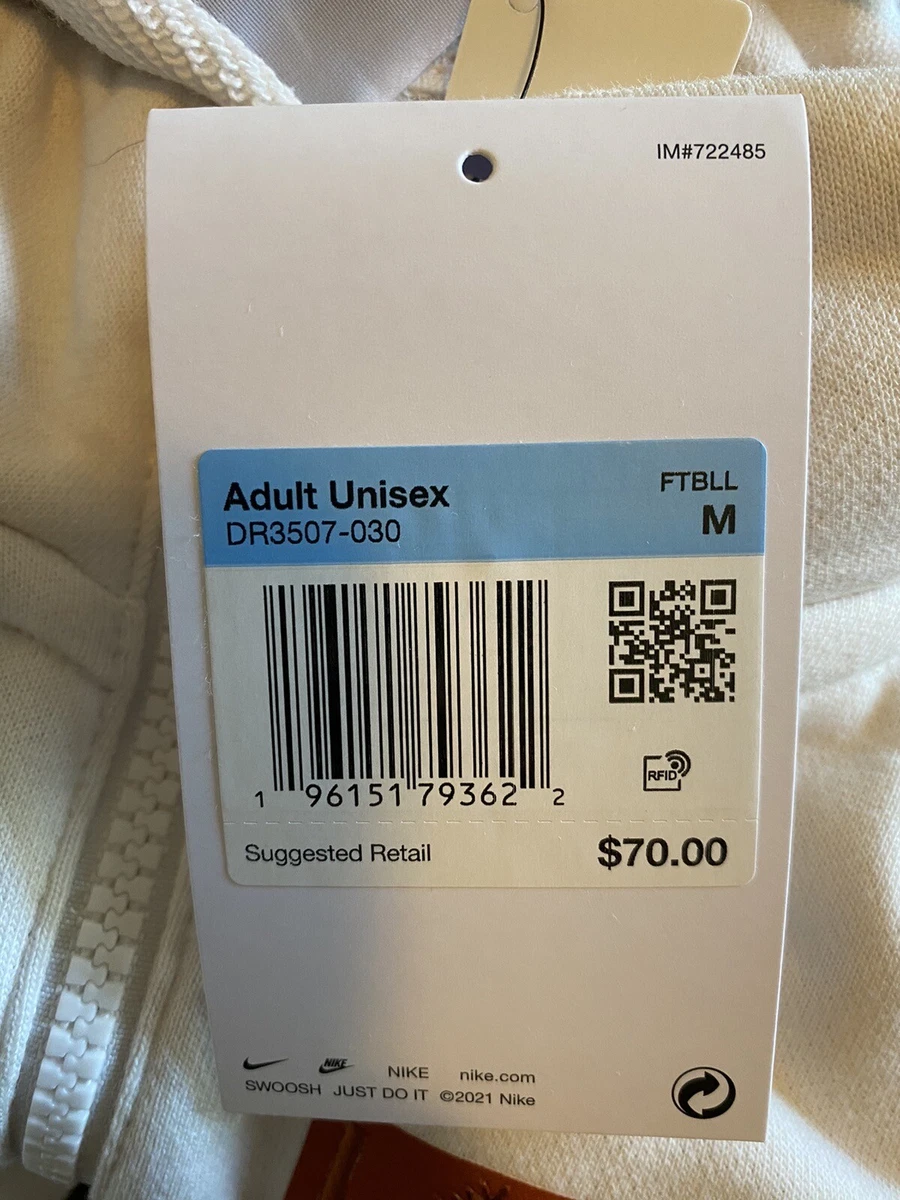 IM#722485
Adult Unisex
FTBLL
DR3507-030
M
RFID
1 96151 79362 2
Suggested Retail
$70.00
NIKE
NIKE
nike.com
SWOOSH JUST DO IT ©2021 Nike